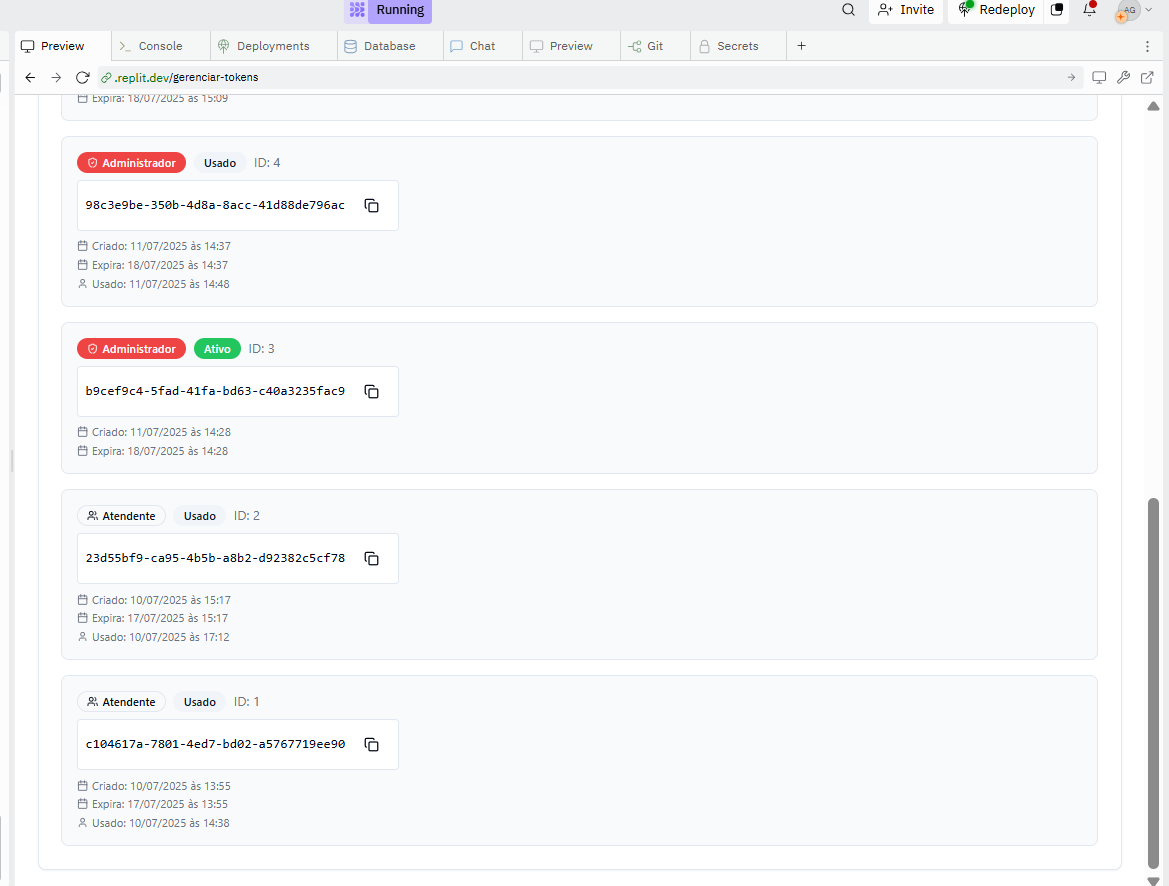 Running
Invite
Redeploy
AG
Preview
Console
Deployments
Database
Chat
Preview
Git
Secrets
.replit.dev/gerenciar-tokens
Expira: 18/07/2025 às 15:09
Administrador Usado ID: 4
98c3e9be-350b-4d8a-8acc-41d88de796ac
Criado: 11/07/2025 às 14:37
Expira: 18/07/2025 às 14:37
Usado: 11/07/2025 às 14:48
Administrador Ativo ID: 3
b9cef9c4-5fad-41fa-bd63-c40a3235fac9
Criado: 11/07/2025 às 14:28
Expira: 18/07/2025 às 14:28
Atendente Usado ID: 2
23d55bf9-ca95-4b5b-a8b2-d92382c5cf78
Criado: 10/07/2025 às 15:17
Expira: 17/07/2025 às 15:17
Usado: 10/07/2025 às 17:12
Atendente Usado ID: 1
c104617a-7801-4ed7-bd02-a5767719ee90
Criado: 10/07/2025 às 13:55
Expira: 17/07/2025 às 13:55
Usado: 10/07/2025 às 14:38